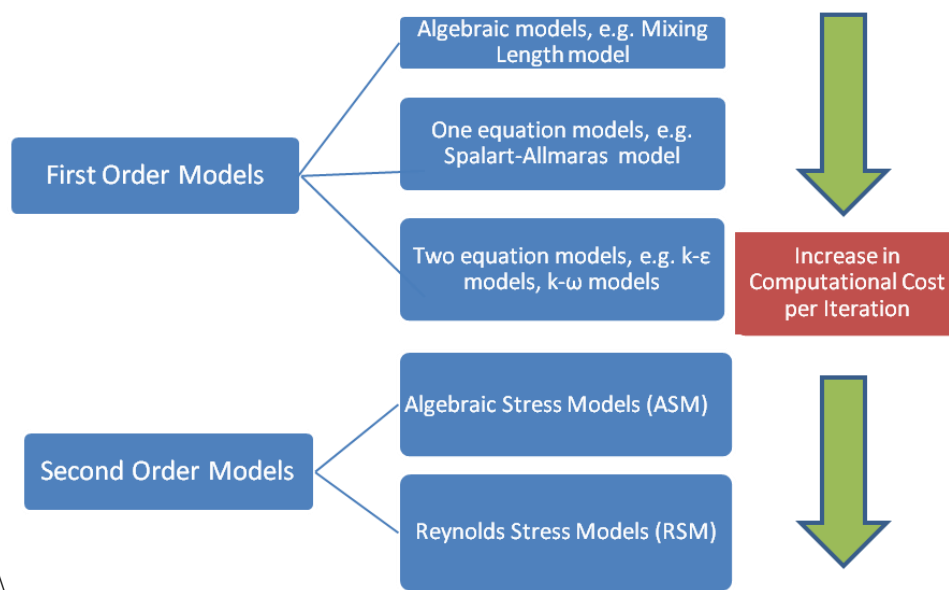 Algebraic models, e.g. Mixing
Length model
One equation models, e.g.
Spalart-Allmaras model
First Order Models
Two equation models, e.g. k-ε
models, k-ω models
Increase in
Computational Cost
per Iteration
Algebraic Stress Models (ASM)
Second Order Models
Reynolds Stress Models (RSM)
\